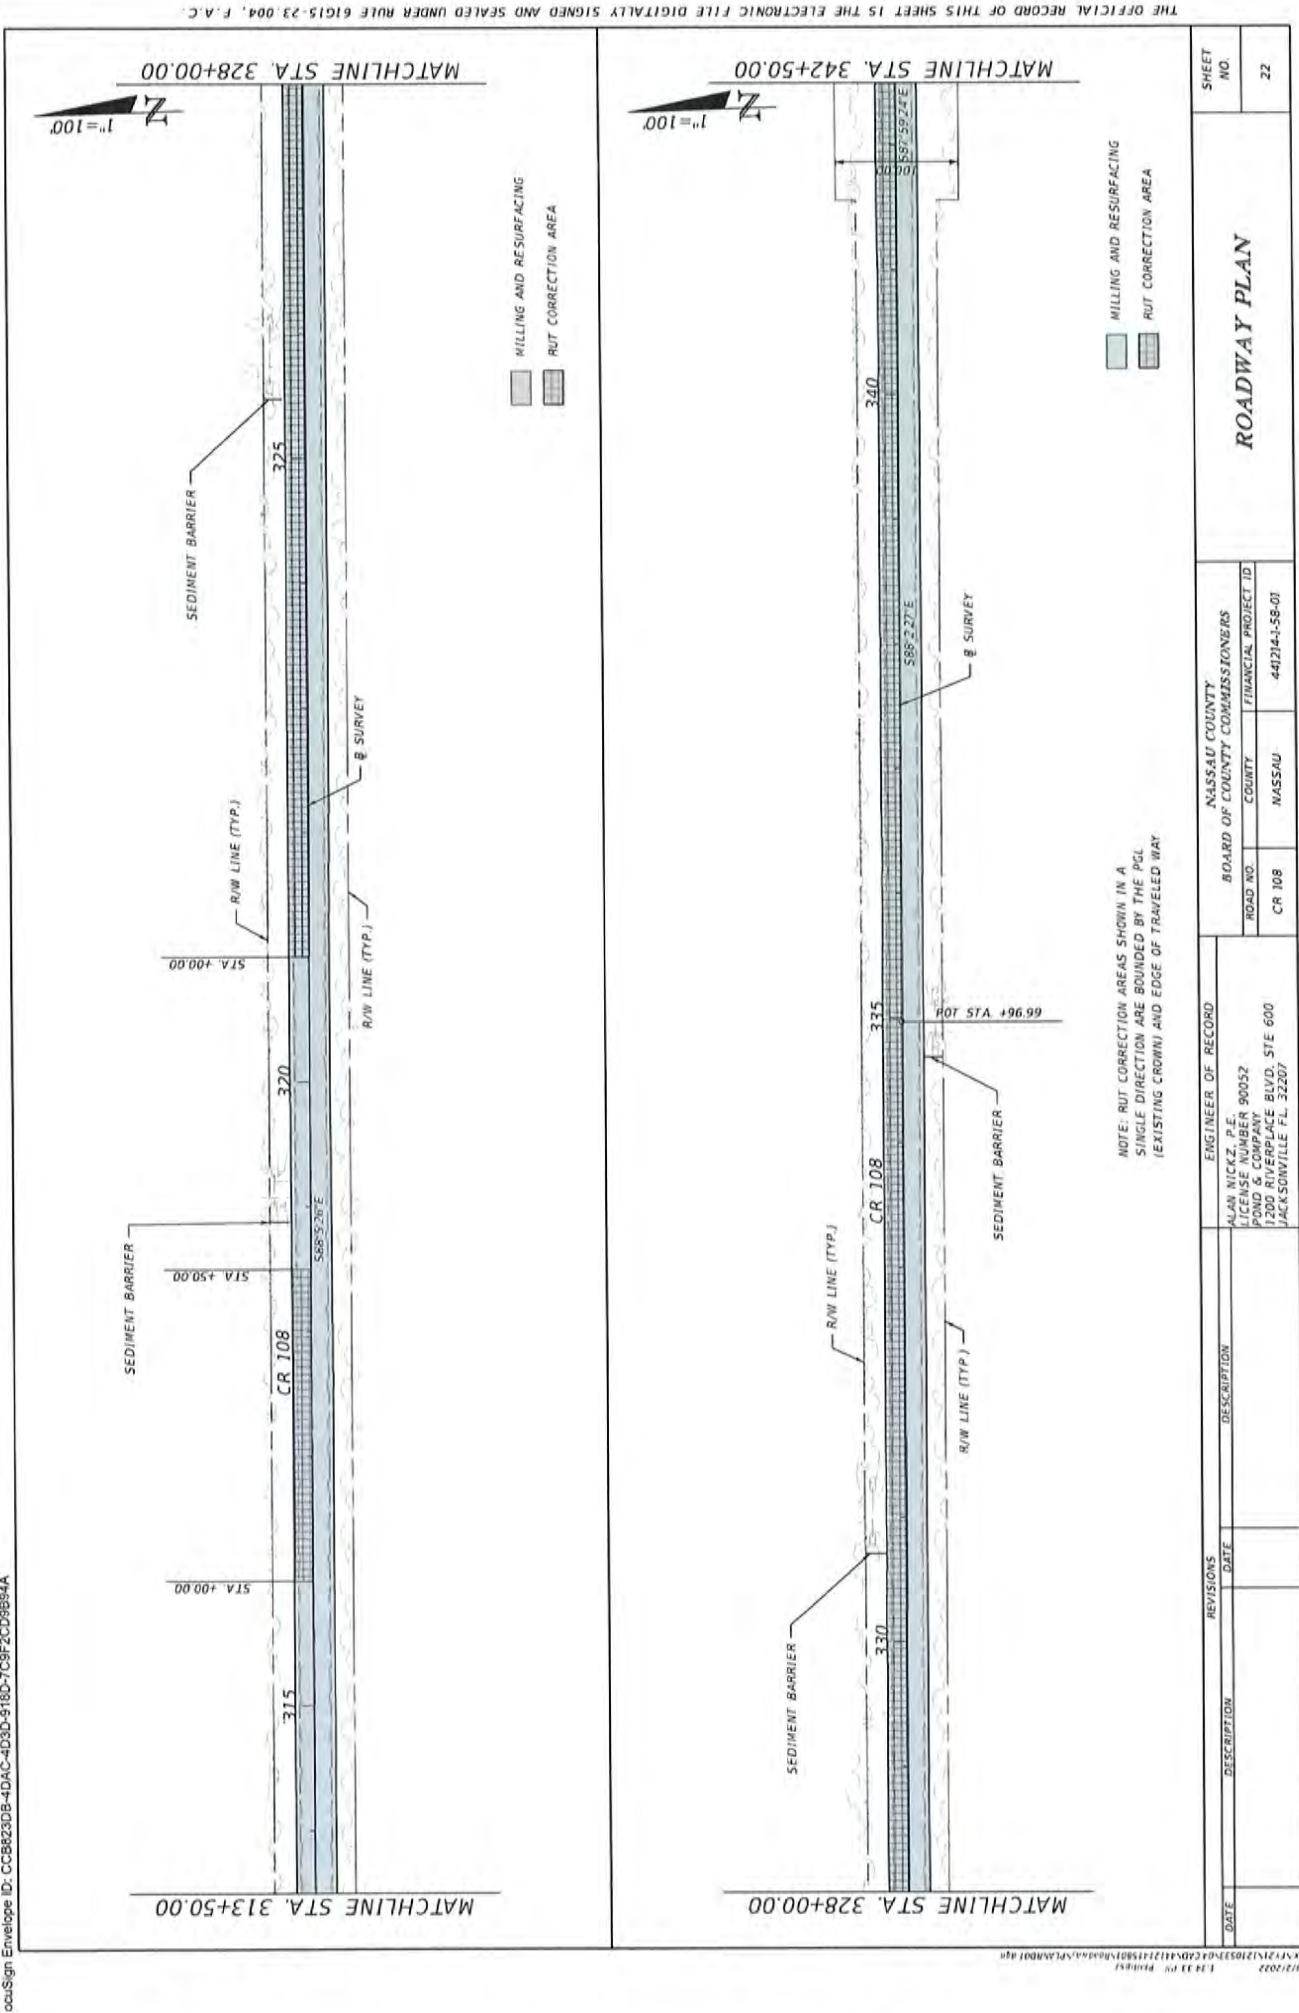 ocuSign Envelope ID: CCB823DB-4DAC-4D3D-918D-7C9F2CD9B94A
THE OFFICIAL RECORD OF THIS SHEET IS THE ELECTRONIC FILE DIGITALLY SIGNED AND SEALED UNDER RULE 61G15-23.004, F.A.C.
MATCHLINE STA. 313+50.00
315
STA. +00.00
CR 108
STA. +50.00
SEDIMENT BARRIER
S88°5'26"E
320
STA. +00.00
R/W LINE (TYP.)
R/W LINE (TYP.)
℄ SURVEY
325
SEDIMENT BARRIER
MATCHLINE STA. 328+00.00
N
1"=100'
MILLING AND RESURFACING
RUT CORRECTION AREA
MATCHLINE STA. 328+00.00
330
SEDIMENT BARRIER
R/W LINE (TYP.)
R/W LINE (TYP.)
CR 108
SEDIMENT BARRIER
335
POT STA. +96.99
℄ SURVEY
S88°2'27"E
340
100.00'
S87°59'24"E
MATCHLINE STA. 342+50.00
N
1"=100'
MILLING AND RESURFACING
RUT CORRECTION AREA
NOTE: RUT CORRECTION AREAS SHOWN IN A
SINGLE DIRECTION ARE BOUNDED BY THE PGL
(EXISTING CROWN) AND EDGE OF TRAVELED WAY
REVISIONS
DATE
DESCRIPTION
DATE
DESCRIPTION
ENGINEER OF RECORD
ALAN NICKZ, P.E.
LICENSE NUMBER 90052
POND & COMPANY
1200 RIVERPLACE BLVD. STE 600
JACKSONVILLE FL. 32207
NASSAU COUNTY
BOARD OF COUNTY COMMISSIONERS
ROAD NO.
COUNTY
FINANCIAL PROJECT ID
CR 108
NASSAU
441214-1-58-01
ROADWAY PLAN
SHEET
NO.
22